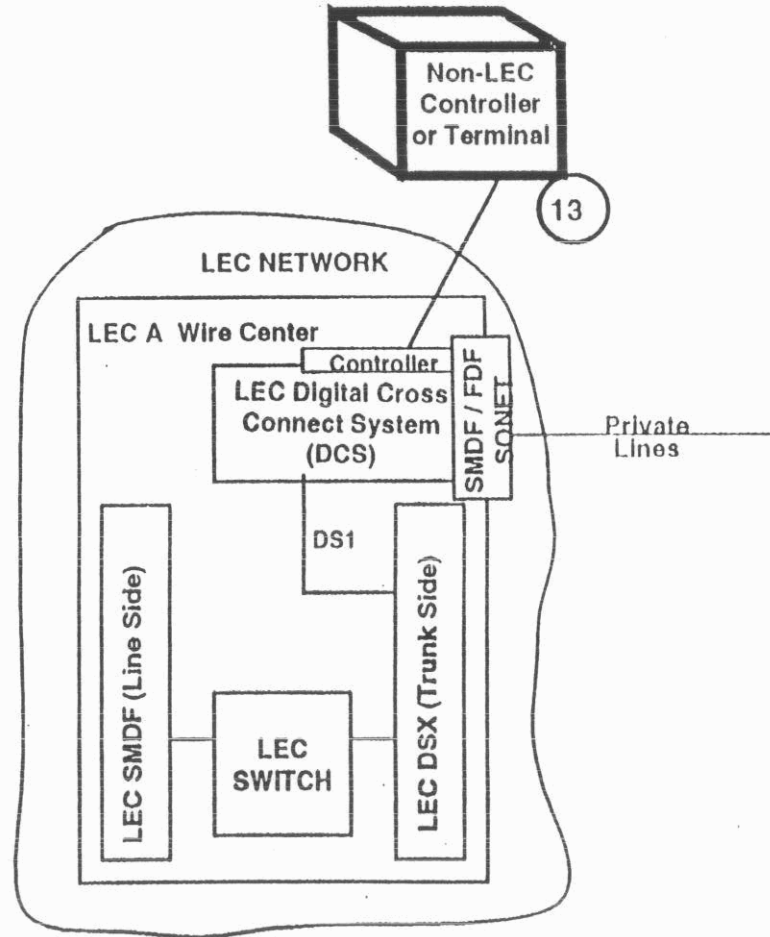 Non-LEC
Controller
or Terminal
13
LEC NETWORK
LEC A Wire Center
Controller
LEC Digital Cross
Connect System
(DCS)
SMDF / FDF
SONET
Private
Lines
DS1
LEC SMDF (Line Side)
LEC SWITCH
LEC DSX (Trunk Side)